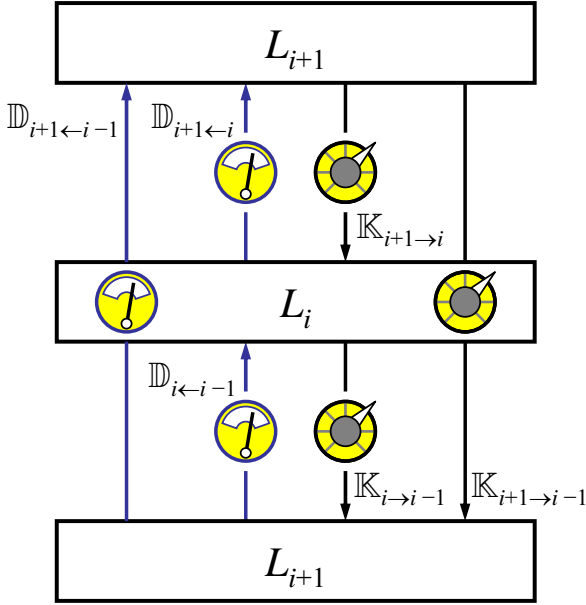 L_{i+1}
𝔻_{i+1←i−1}
𝔻_{i+1←i}
𝕂_{i+1→i}
L_i
𝔻_{i←i−1}
𝕂_{i→i−1}
𝕂_{i+1→i−1}
L_{i+1}